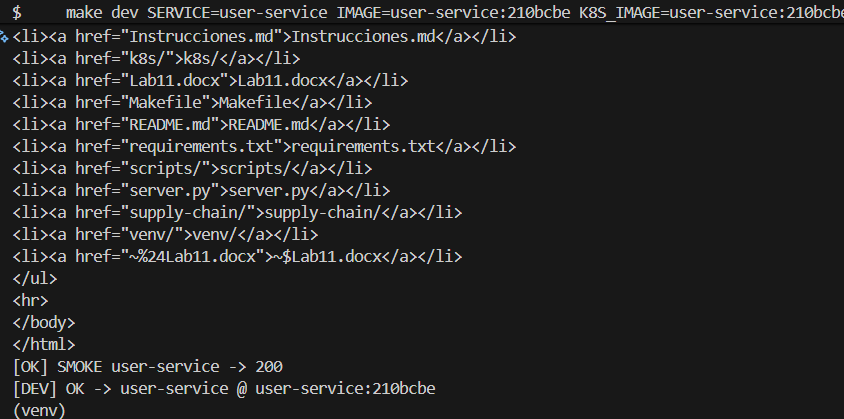 $ make dev SERVICE=user-service IMAGE=user-service:210bcbe K8S_IMAGE=user-service:210bcbe
<li><a href="Instrucciones.md">Instrucciones.md</a></li>
<li><a href="k8s/">k8s/</a></li>
<li><a href="Lab11.docx">Lab11.docx</a></li>
<li><a href="Makefile">Makefile</a></li>
<li><a href="README.md">README.md</a></li>
<li><a href="requirements.txt">requirements.txt</a></li>
<li><a href="scripts/">scripts/</a></li>
<li><a href="server.py">server.py</a></li>
<li><a href="supply-chain/">supply-chain/</a></li>
<li><a href="venv/">venv/</a></li>
<li><a href="~%24Lab11.docx">~$Lab11.docx</a></li>
</ul>
<hr>
</body>
</html>
[OK] SMOKE user-service -> 200
[DEV] OK -> user-service @ user-service:210bcbe
(venv)